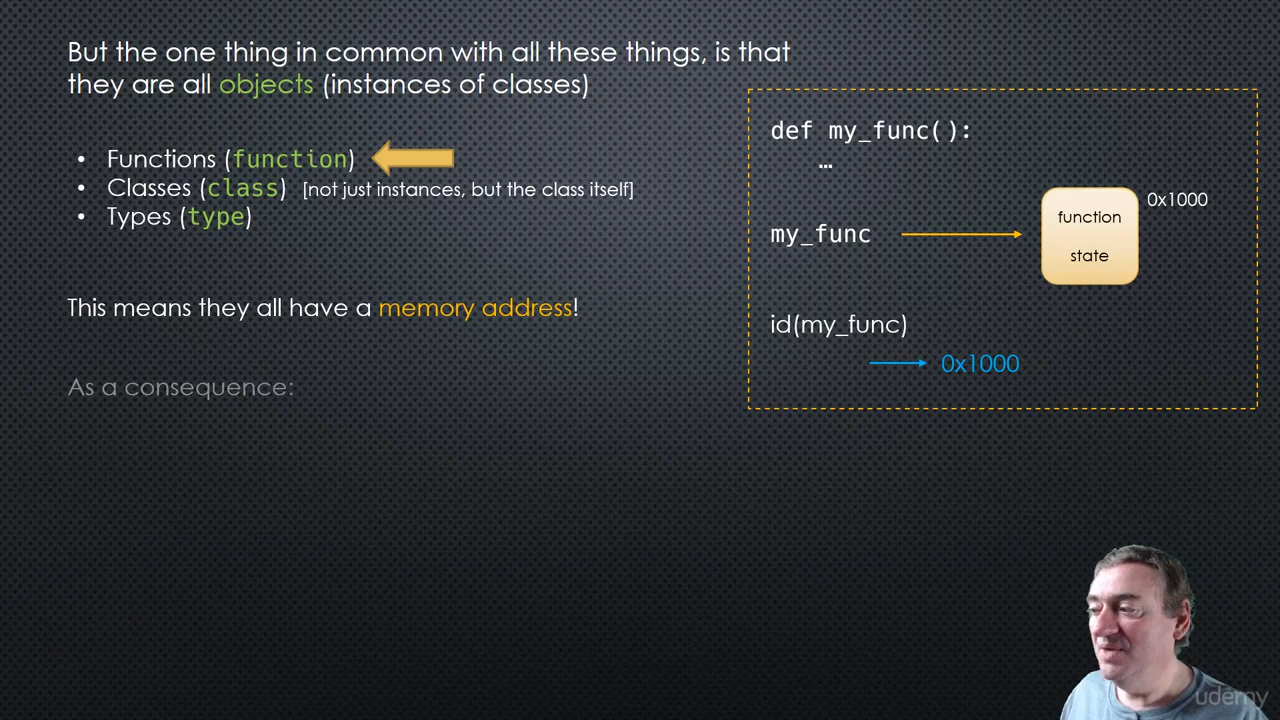 But the one thing in common with all these things, is that
they are all objects (instances of classes)
• Functions (function)
• Classes (class) [not just instances, but the class itself]
• Types (type)
This means they all have a memory address!
As a consequence:
def my_func():
…
my_func
function
state
0x1000
id(my_func)
0x1000
udemy